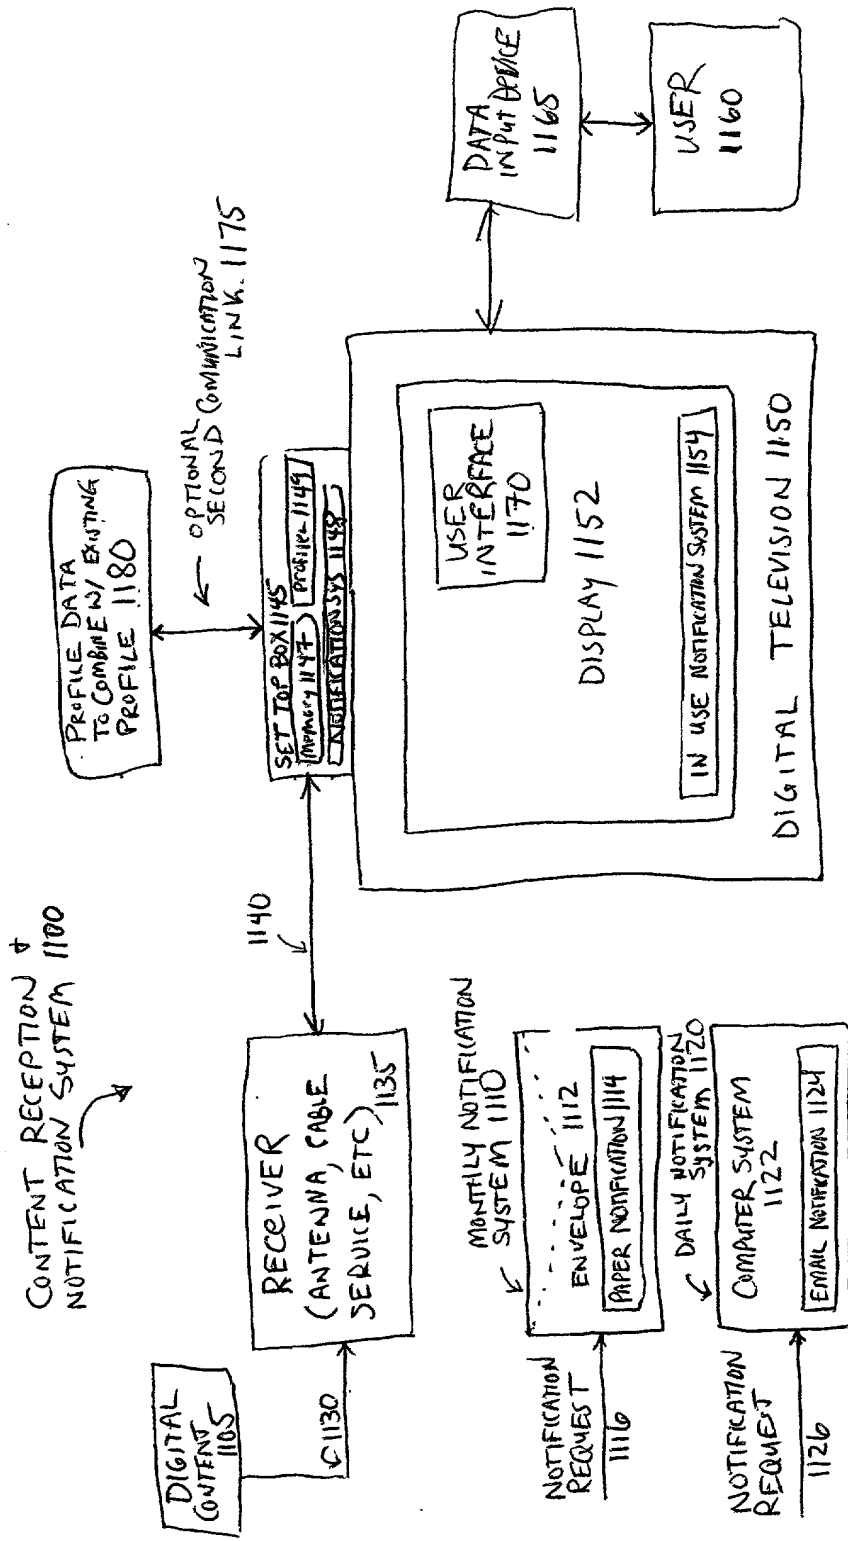 CONTENT RECEPTION &
NOTIFICATION SYSTEM 1100
DIGITAL
CONTENT
1105
1130
RECEIVER
(ANTENNA, CABLE
SERVICE, ETC)
1135
1140
PROFILE DATA
TO COMBINE W/ EXISTING
PROFILE 1180
OPTIONAL
SECOND COMUNICATION
LINK. 1175
SET TOP BOX 1145
Memory 1147
Profiler 1149
NOTIFICATION SYS 1148
USER
INTERFACE
1170
DISPLAY 1152
IN USE NOTIFICATION SYSTEM 1154
DIGITAL TELEVISION 1150
DATA
INPUT DEVICE
1165
USER
1160
MONTHLY NOTIFICATION
SYSTEM 1110
ENVELOPE 1112
PAPER NOTIFICATION 1114
NOTIFICATION
REQUEST
1116
DAILY NOTIFICATION
SYSTEM 1120
COMPUTER SYSTEM
1122
EMAIL NOTIFICATION 1124
NOTIFICATION
REQUEST
1126